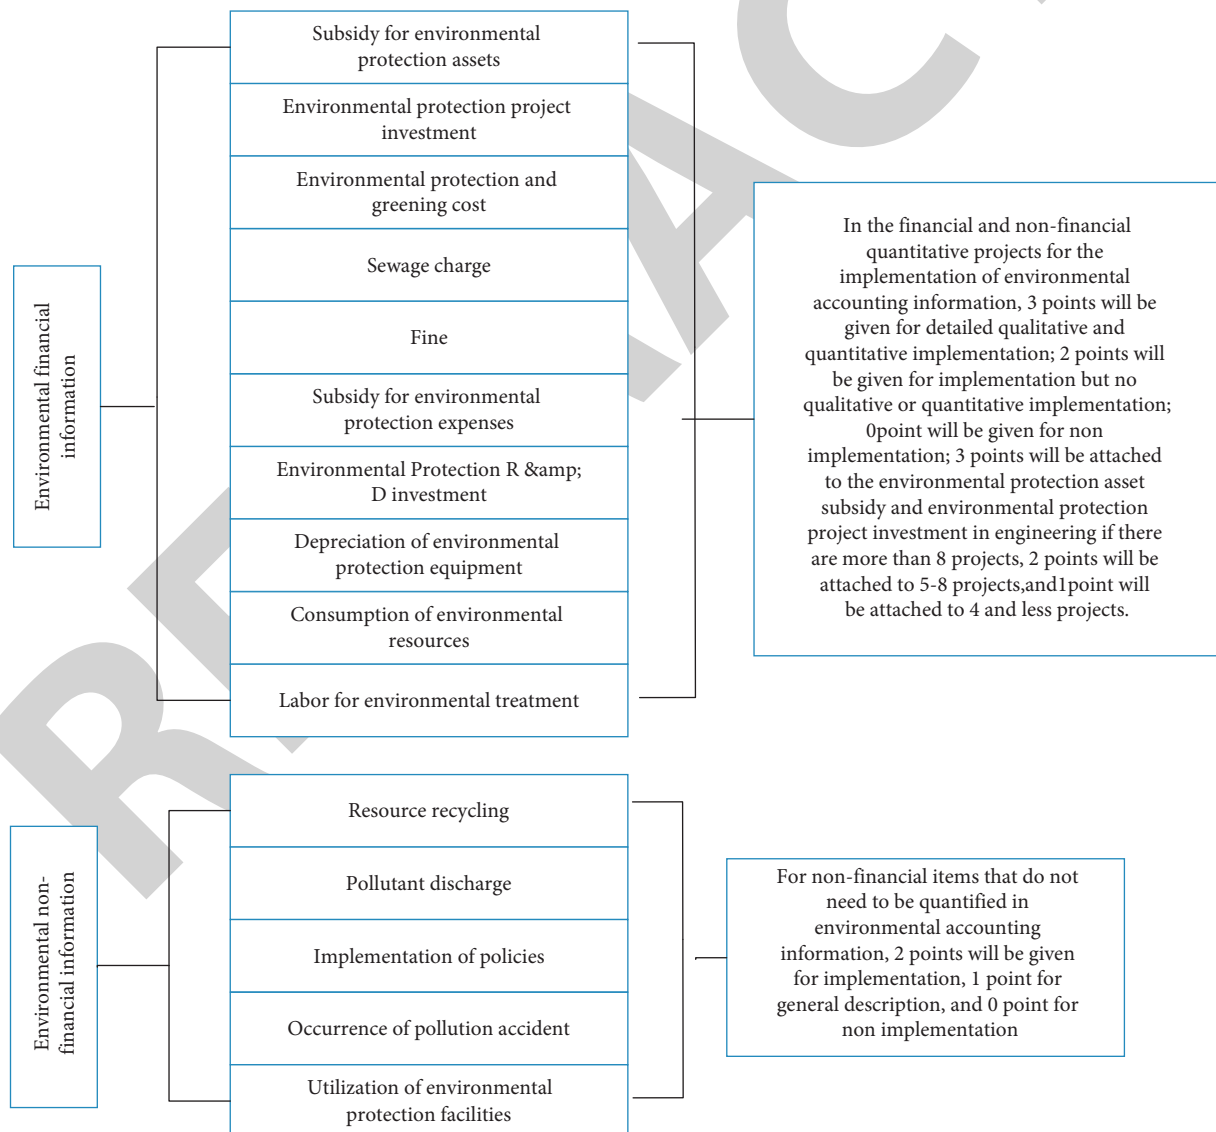 Environmental financial
information
Subsidy for environmental
protection assets
Environmental protection project
investment
Environmental protection and
greening cost
Sewage charge
Fine
Subsidy for environmental
protection expenses
Environmental Protection R &amp;
D investment
Depreciation of environmental
protection equipment
Consumption of environmental
resources
Labor for environmental treatment
In the financial and non-financial
quantitative projects for the
implementation of environmental
accounting information, 3 points will be
given for detailed qualitative and
quantitative implementation; 2 points will
be given for implementation but no
qualitative or quantitative implementation;
0point will be given for non
implementation; 3 points will be attached
to the environmental protection asset
subsidy and environmental protection
project investment in engineering if there
are more than 8 projects, 2 points will be
attached to 5-8 projects,and1point will
be attached to 4 and less projects.
Environmental non-
financial information
Resource recycling
Pollutant discharge
Implementation of policies
Occurrence of pollution accident
Utilization of environmental
protection facilities
For non-financial items that do not
need to be quantified in
environmental accounting
information, 2 points will be given
for implementation, 1 point for
general description, and 0 point for
non implementation